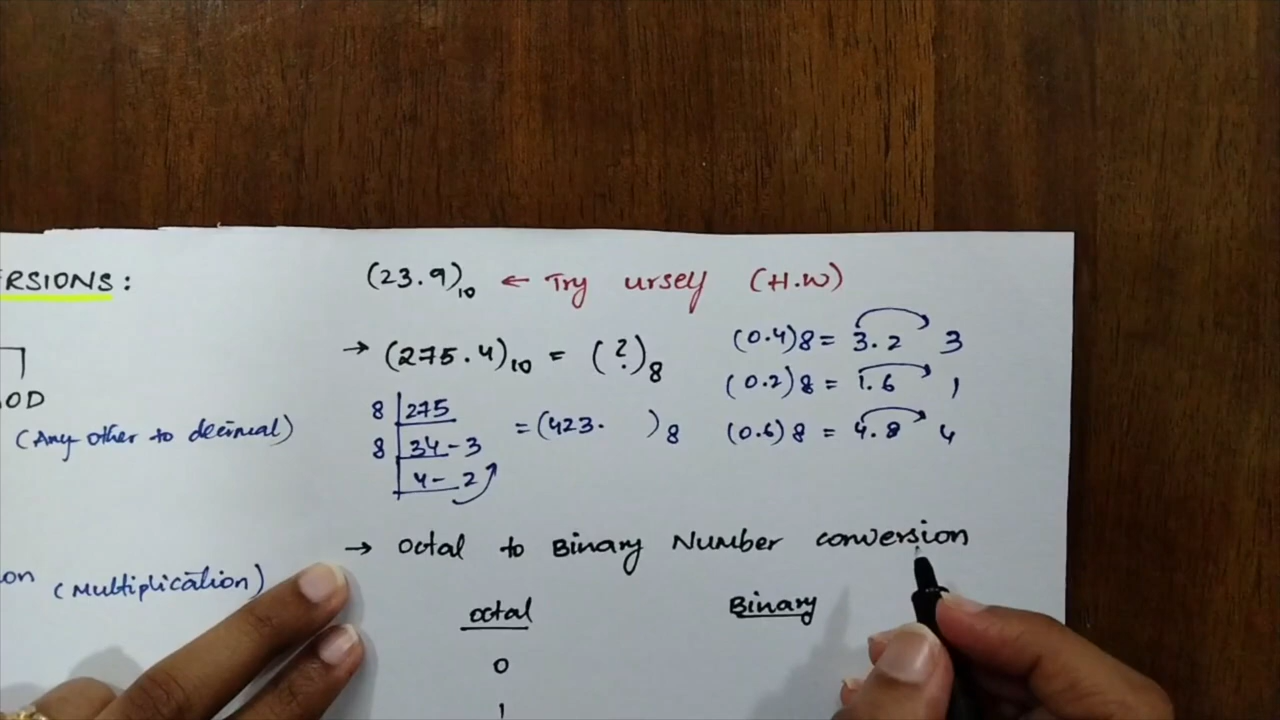 RSIONS:
OD
(Any other to decimal)
on (Multiplication)
(23.9)10 ← Try urself (H.W)
→ (275.4)10 = (?)8
8 275
8 34 - 3
4 - 2
= (423. )8
(0.4)8 = 3.2 3
(0.2)8 = 1.6 1
(0.6)8 = 4.8 4
→ Octal to Binary Number conversion
Octal Binary
0
1